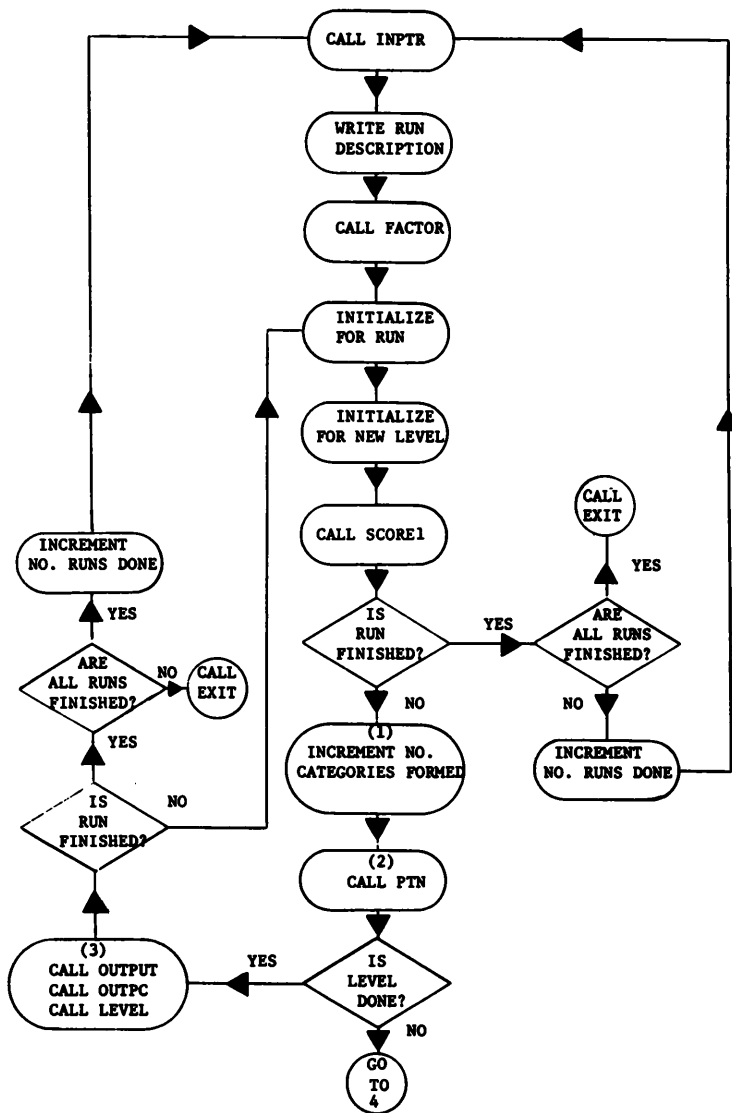 CALL INPTR
WRITE RUN
DESCRIPTION
CALL FACTOR
INITIALIZE
FOR RUN
INITIALIZE
FOR NEW LEVEL
CALL SCORE1
IS
RUN
FINISHED?
YES
NO
ARE
ALL RUNS
FINISHED?
YES
CALL
EXIT
NO
INCREMENT
NO. RUNS DONE
(1)
INCREMENT NO.
CATEGORIES FORMED
(2)
CALL PTN
IS
LEVEL
DONE?
NO
GO
TO
4
YES
(3)
CALL OUTPUT
CALL OUTPC
CALL LEVEL
IS
RUN
FINISHED?
NO
YES
ARE
ALL RUNS
FINISHED?
NO
CALL
EXIT
YES
INCREMENT
NO. RUNS DONE